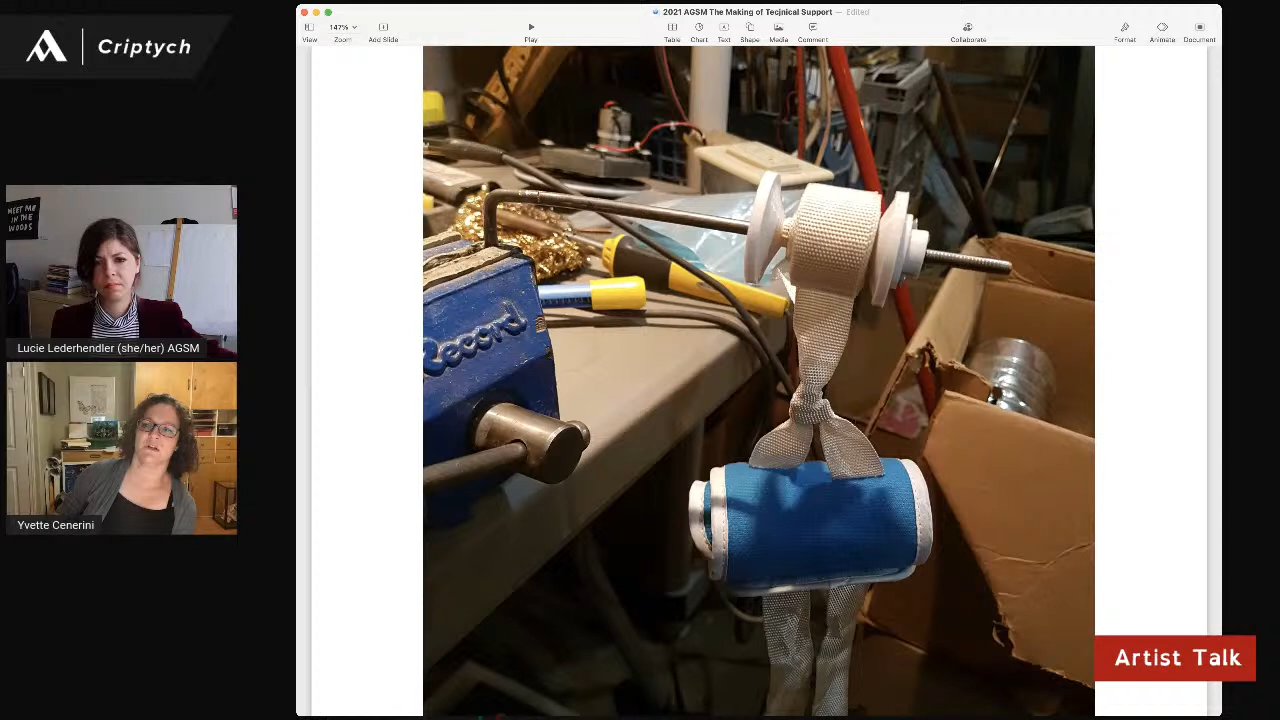 Criptych
2021 AGSM The Making of Tecjnical Support — Edited
147%
View Zoom Add Slide Play Table Chart Text Shape Media Comment Collaborate Format Animate Document
MEET ME
IN THE
WOODS
Lucie Lederhendler (she/her) AGSM
Yvette Cenerini
Record
Artist Talk